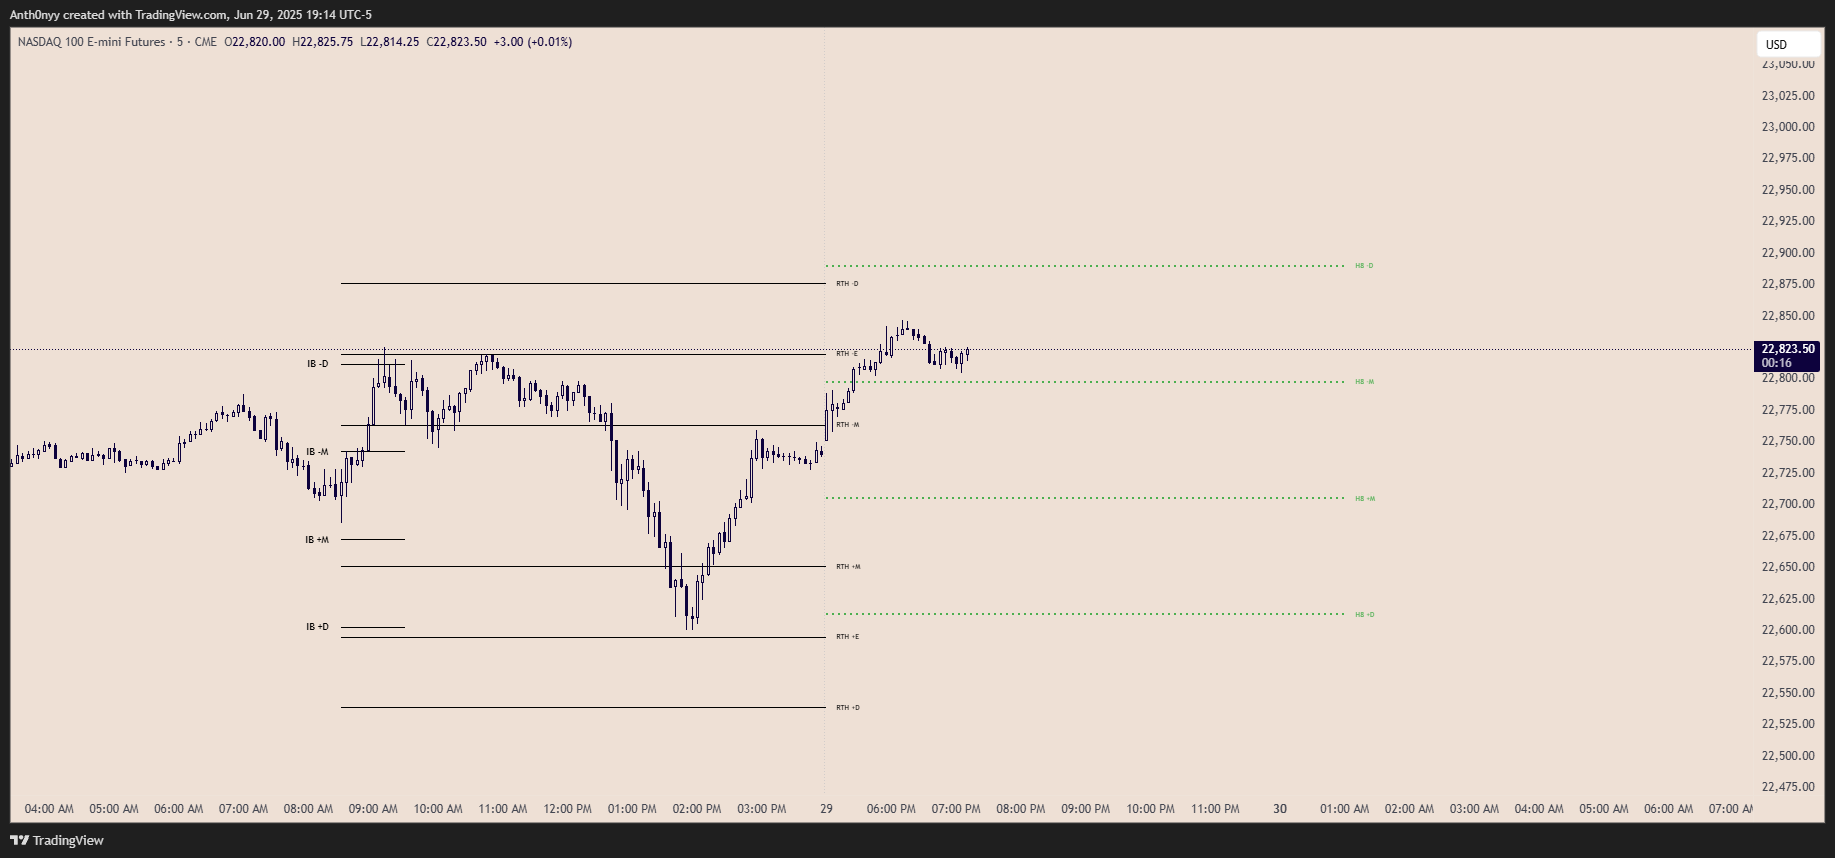 Anth0nyy created with TradingView.com, Jun 29, 2025 19:14 UTC-5
NASDAQ 100 E-mini Futures · 5 · CME O22,820.00 H22,825.75 L22,814.25 C22,823.50 +3.00 (+0.01%)
USD
23,050.00
23,025.00
23,000.00
22,975.00
22,950.00
22,925.00
22,900.00
H8 -D
RTH -D
22,875.00
22,850.00
22,823.50
00:16
RTH -E
IB -D
22,800.00
H8 -M
22,775.00
RTH -M
22,750.00
IB -M
22,725.00
22,700.00
H8 +M
22,675.00
IB +M
22,650.00
RTH +M
22,625.00
H8 +D
22,600.00
IB +D
RTH +E
22,575.00
22,550.00
RTH +D
22,525.00
22,500.00
22,475.00
04:00 AM 05:00 AM 06:00 AM 07:00 AM 08:00 AM 09:00 AM 10:00 AM 11:00 AM 12:00 PM 01:00 PM 02:00 PM 03:00 PM 29 06:00 PM 07:00 PM 08:00 PM 09:00 PM 10:00 PM 11:00 PM 30 01:00 AM 02:00 AM 03:00 AM 04:00 AM 05:00 AM 06:00 AM 07:00 AM
TradingView